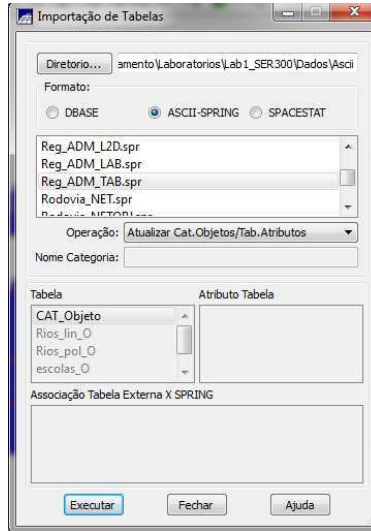 Importação de Tabelas
Diretorio... amento\Laboratorios\Lab1_SER300\Dados\Ascii
Formato:
DBASE ASCII-SPRING SPACESTAT
Reg_ADM_L2D.spr
Reg_ADM_LAB.spr
Reg_ADM_TAB.spr
Rodovia_NET.spr
Operação: Atualizar Cat.Objetos/Tab.Atributos
Nome Categoria:
Tabela Atributo Tabela
CAT_Objeto
Rios_lin_O
Rios_pol_O
escolas_O
Associação Tabela Externa X SPRING
Executar Fechar Ajuda